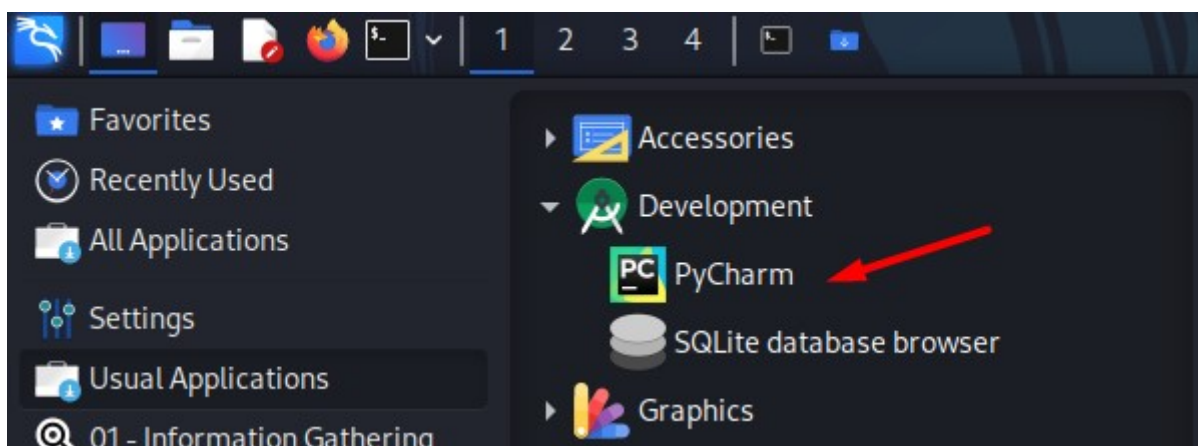 1 2 3 4
Favorites
Recently Used
All Applications
Settings
Usual Applications
01 - Information Gathering
Accessories
Development
PC PyCharm
SQLite database browser
Graphics